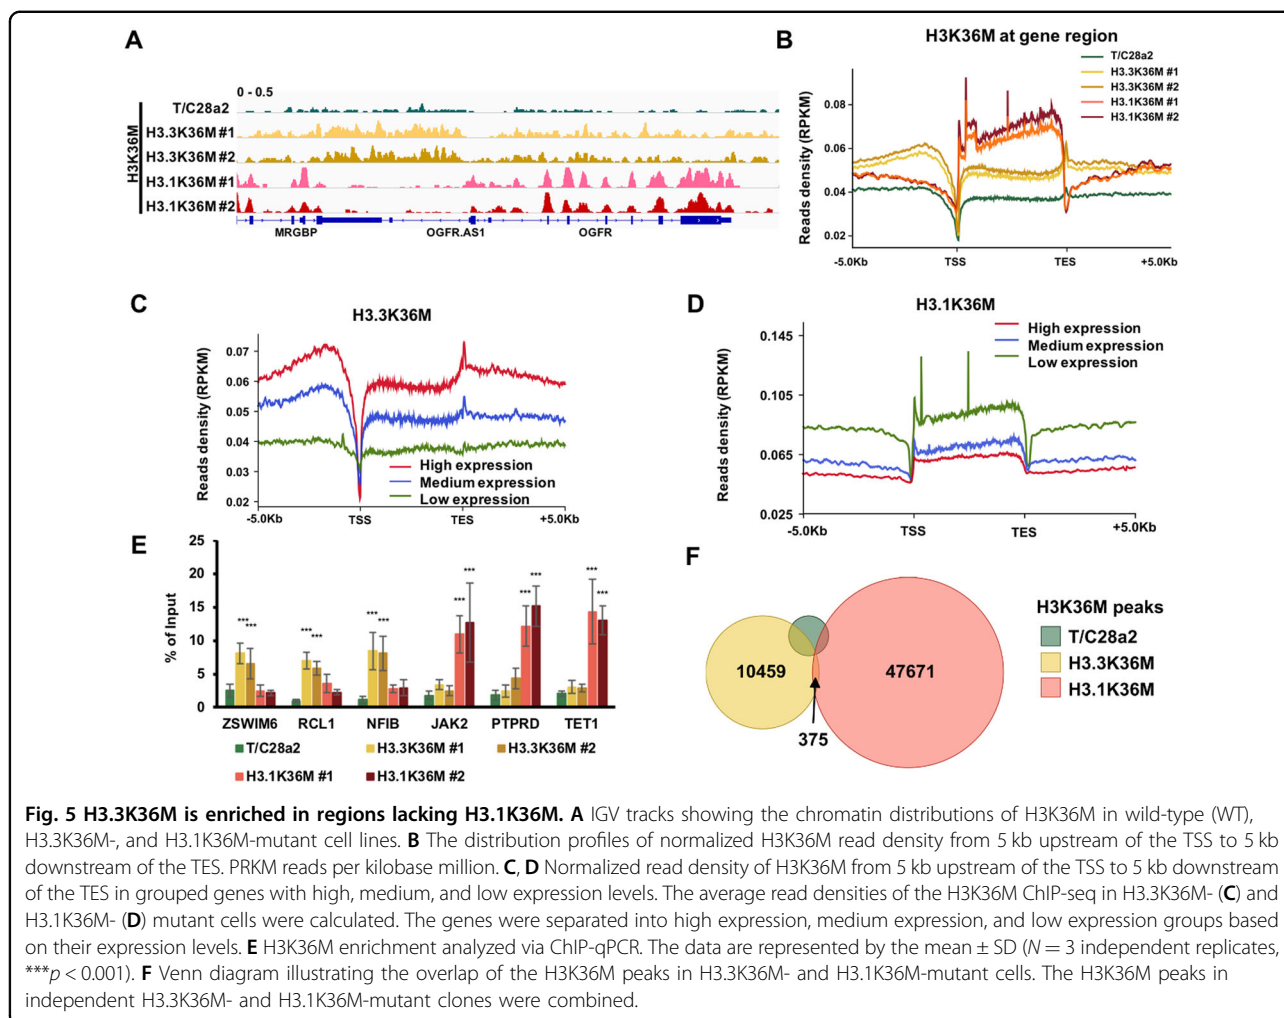 A
0 - 0.5
H3K36M
T/C28a2
H3.3K36M #1
H3.3K36M #2
H3.1K36M #1
H3.1K36M #2
MRGBP OGFR.AS1 OGFR
B
H3K36M at gene region
T/C28a2
H3.3K36M #1
H3.3K36M #2
H3.1K36M #1
H3.1K36M #2
Reads density (RPKM)
0.08
0.06
0.04
0.02
-5.0Kb TSS TES +5.0Kb
C
H3.3K36M
Reads density (RPKM)
0.07
0.06
0.05
0.04
0.03
0.02
High expression
Medium expression
Low expression
-5.0Kb TSS TES +5.0Kb
D
H3.1K36M
High expression
Medium expression
Low expression
Reads density (RPKM)
0.145
0.105
0.065
0.025
-5.0Kb TSS TES +5.0Kb
E
% of Input
25
20
15
10
5
0
*** *** *** *** *** *** *** *** *** *** *** ***
ZSWIM6 RCL1 NFIB JAK2 PTPRD TET1
T/C28a2 H3.3K36M #1 H3.3K36M #2
H3.1K36M #1 H3.1K36M #2
F
10459 47671
375
H3K36M peaks
T/C28a2
H3.3K36M
H3.1K36M
Fig. 5 H3.3K36M is enriched in regions lacking H3.1K36M. A IGV tracks showing the chromatin distributions of H3K36M in wild-type (WT),
H3.3K36M-, and H3.1K36M-mutant cell lines. B The distribution profiles of normalized H3K36M read density from 5 kb upstream of the TSS to 5 kb
downstream of the TES. PRKM reads per kilobase million. C, D Normalized read density of H3K36M from 5 kb upstream of the TSS to 5 kb downstream
of the TES in grouped genes with high, medium, and low expression levels. The average read densities of the H3K36M ChIP-seq in H3.3K36M- (C) and
H3.1K36M- (D) mutant cells were calculated. The genes were separated into high expression, medium expression, and low expression groups based
on their expression levels. E H3K36M enrichment analyzed via ChIP-qPCR. The data are represented by the mean ± SD (N = 3 independent replicates,
***p < 0.001). F Venn diagram illustrating the overlap of the H3K36M peaks in H3.3K36M- and H3.1K36M-mutant cells. The H3K36M peaks in
independent H3.3K36M- and H3.1K36M-mutant clones were combined.